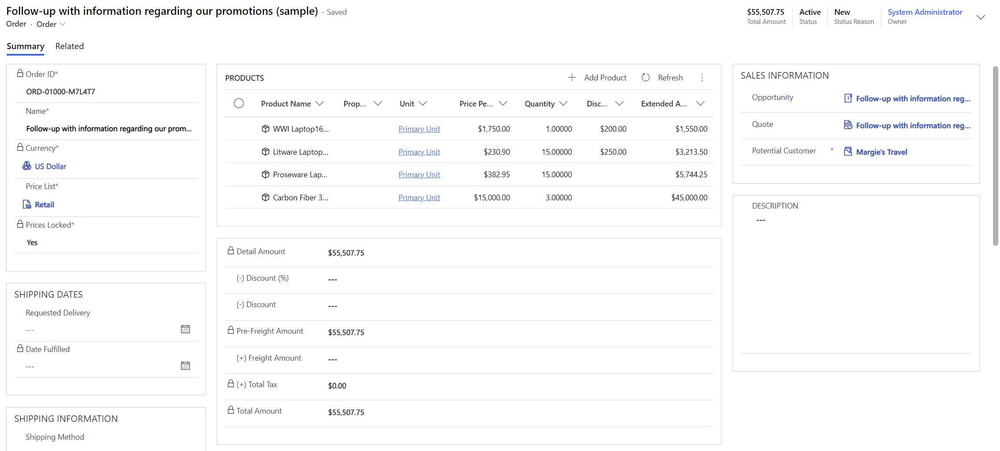 Follow-up with information regarding our promotions (sample) - Saved
Order · Order
$55,507.75
Total Amount
Active
Status
New
Status Reason
System Administrator
Owner
Summary Related
Order ID*
ORD-01000-M7L4T7
Name*
Follow-up with information regarding our prom...
Currency*
US Dollar
Price List*
Retail
Prices Locked*
Yes
SHIPPING DATES
Requested Delivery
---
Date Fulfilled
---
SHIPPING INFORMATION
Shipping Method
PRODUCTS + Add Product Refresh
Product Name Prop... Unit Price Pe... Quantity Disc... Extended A...
WWI Laptop16... Primary Unit $1,750.00 1.00000 $200.00 $1,550.00
Litware Laptop... Primary Unit $230.90 15.00000 $250.00 $3,213.50
Proseware Lap... Primary Unit $382.95 15.00000 $5,744.25
Carbon Fiber 3... Primary Unit $15,000.00 3.00000 $45,000.00
Detail Amount $55,507.75
(-) Discount (%) ---
(-) Discount ---
Pre-Freight Amount $55,507.75
(+) Freight Amount ---
(+) Total Tax $0.00
Total Amount $55,507.75
SALES INFORMATION
Opportunity Follow-up with information reg...
Quote Follow-up with information reg...
Potential Customer * Margie's Travel
DESCRIPTION
---